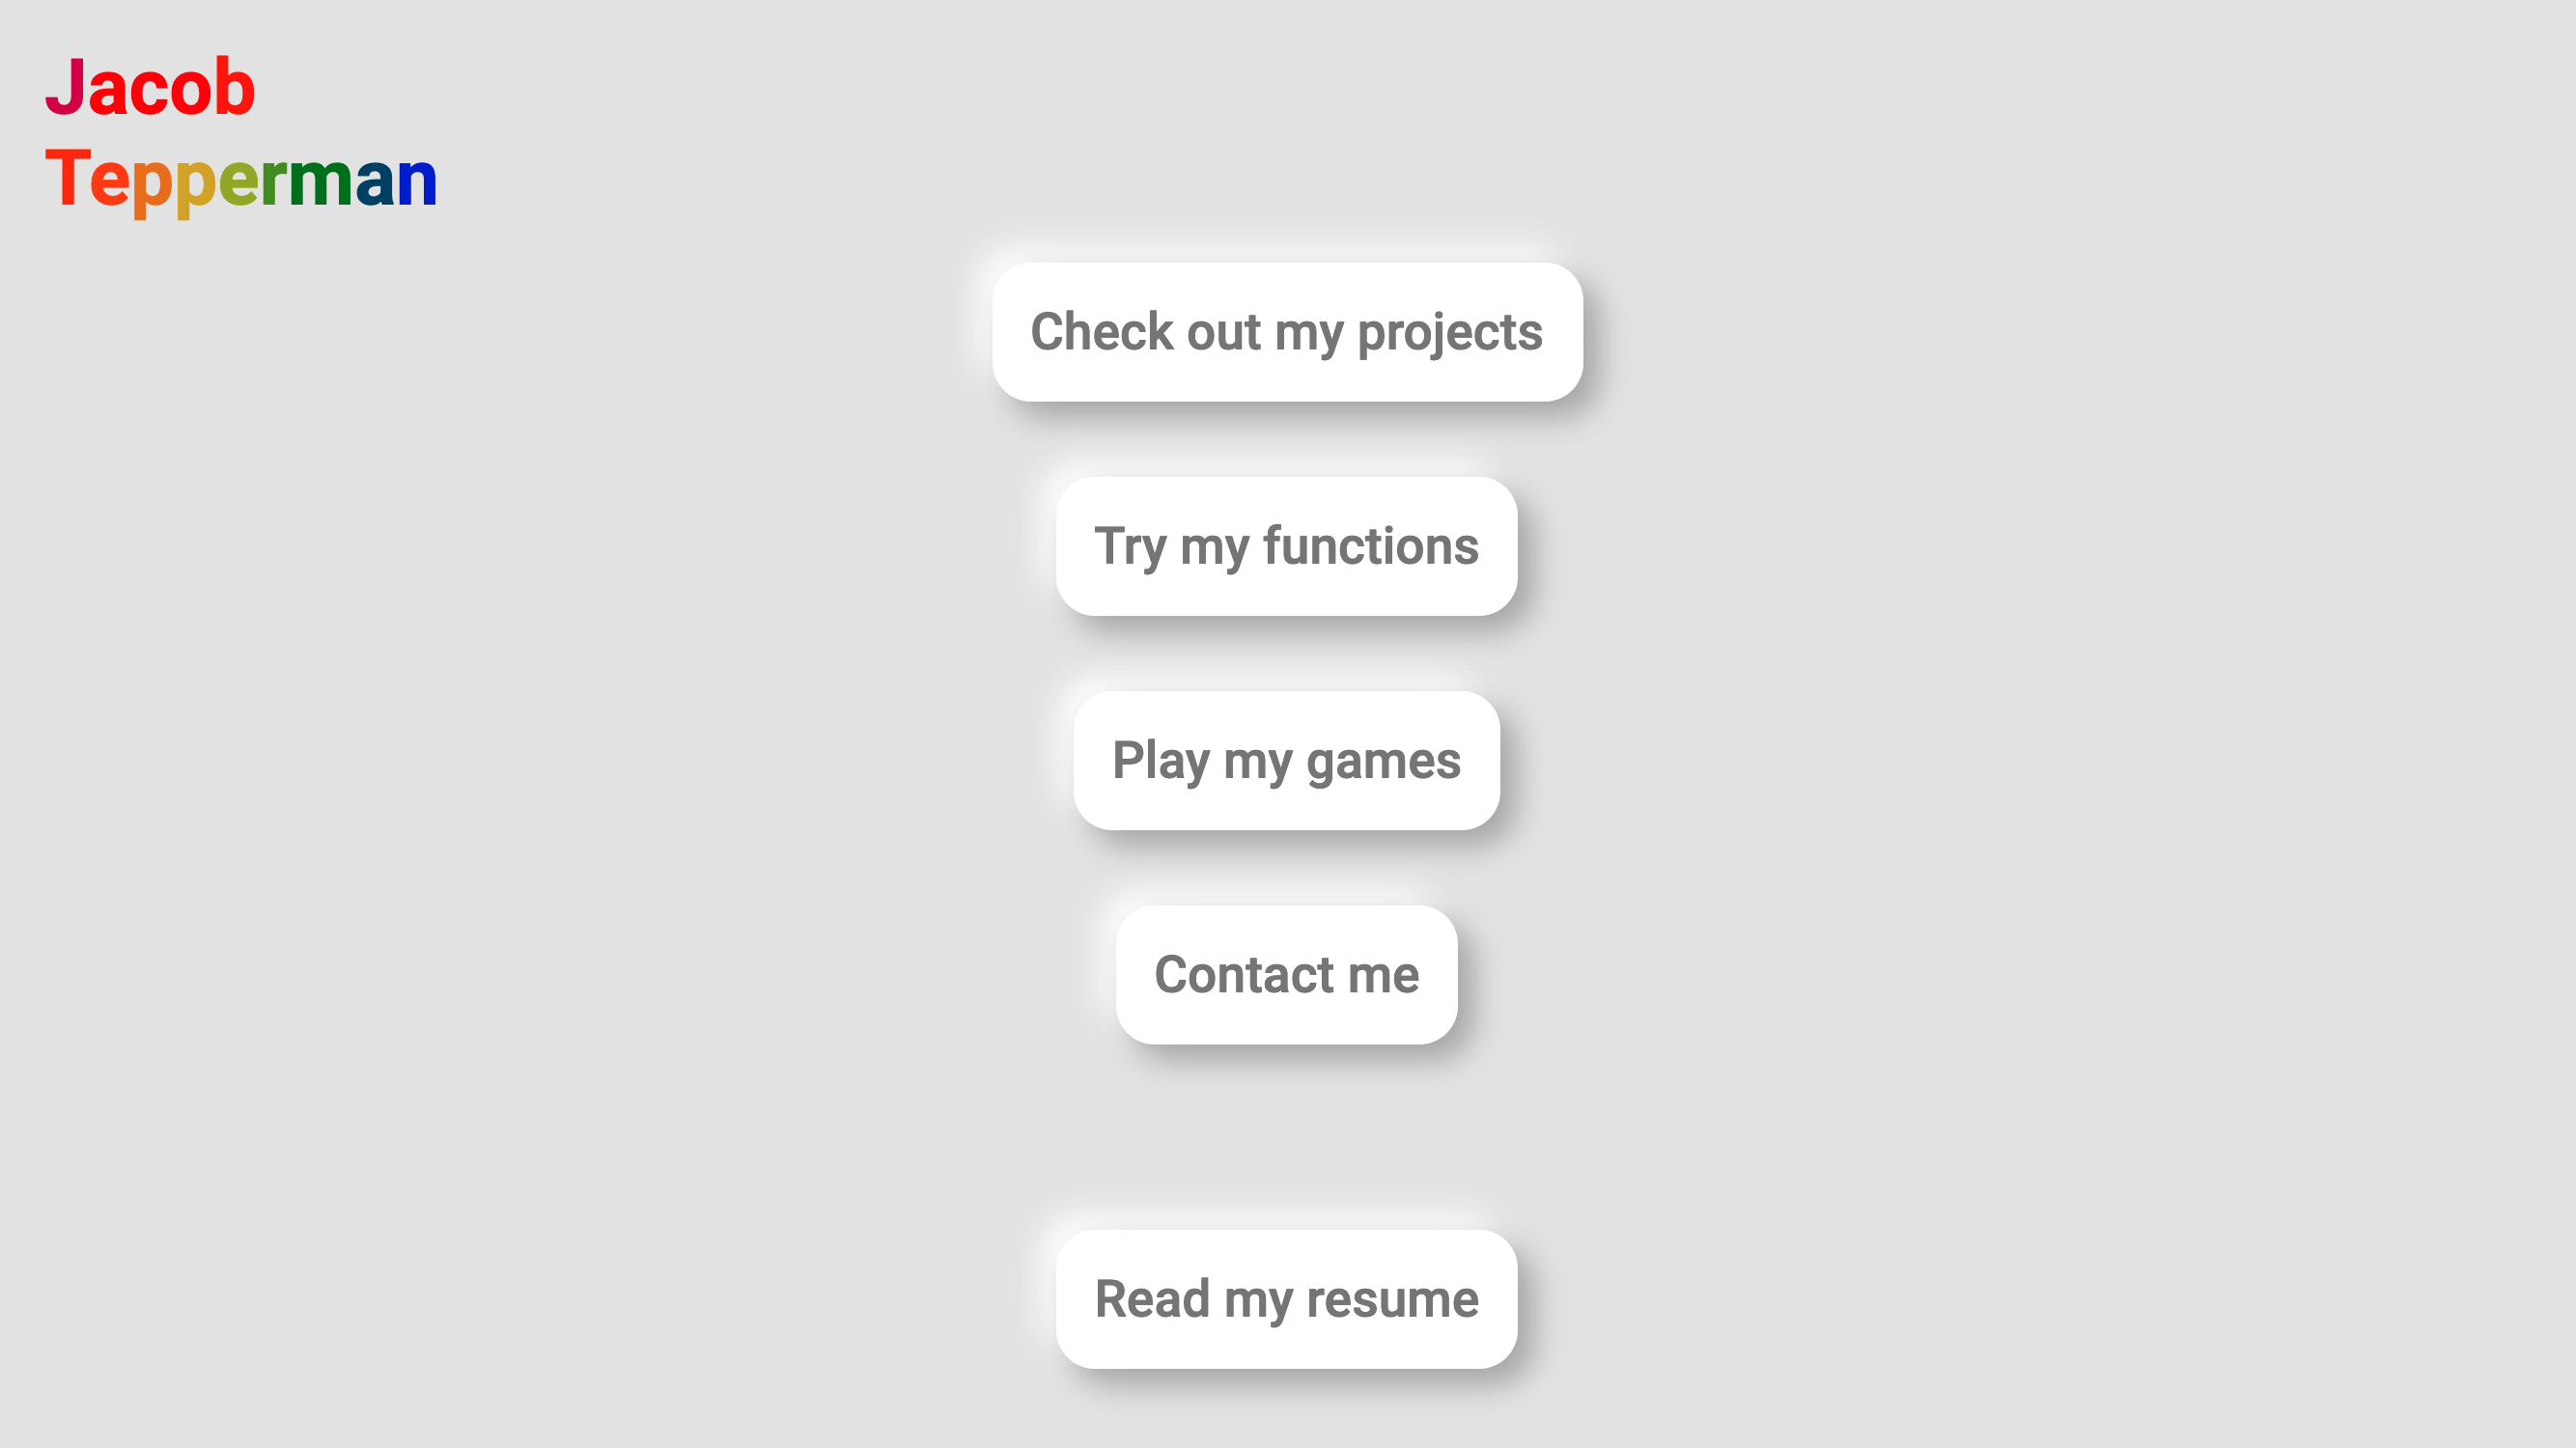 Jacob
Tepperman
Check out my projects
Try my functions
Play my games
Contact me
Read my resume